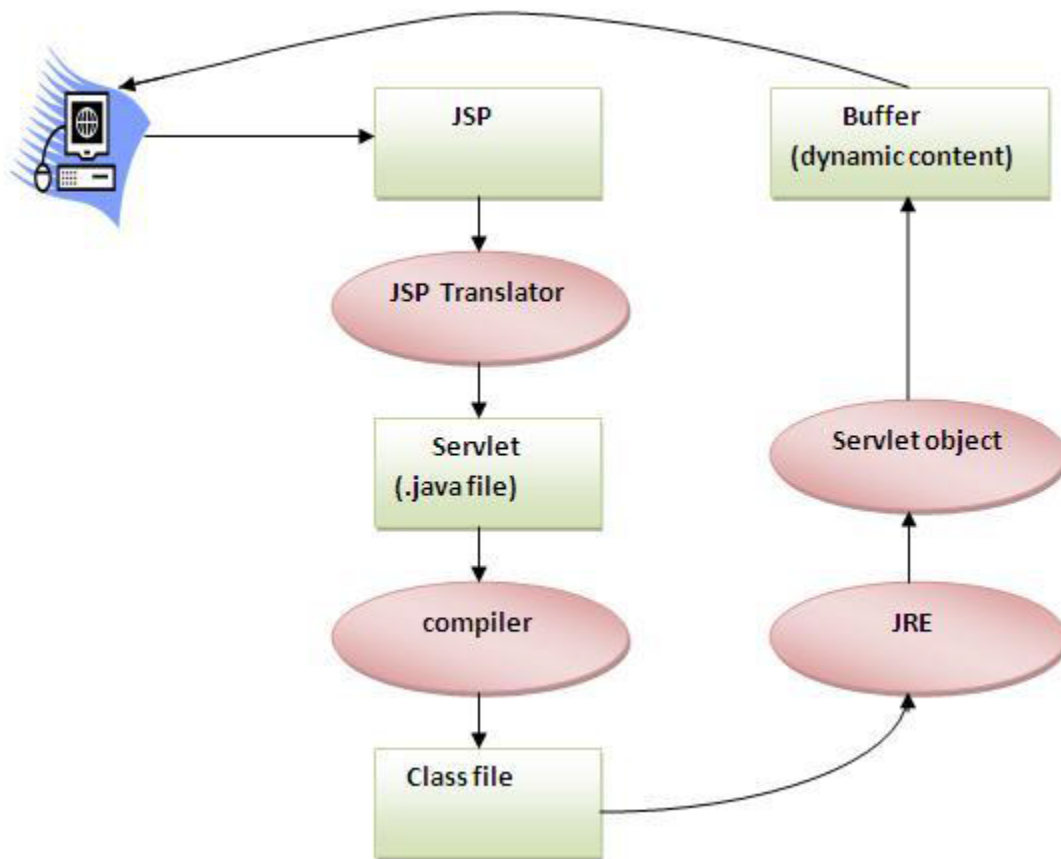 JSP
Buffer
(dynamic content)
JSP Translator
Servlet
(.java file)
Servlet object
compiler
JRE
Class file